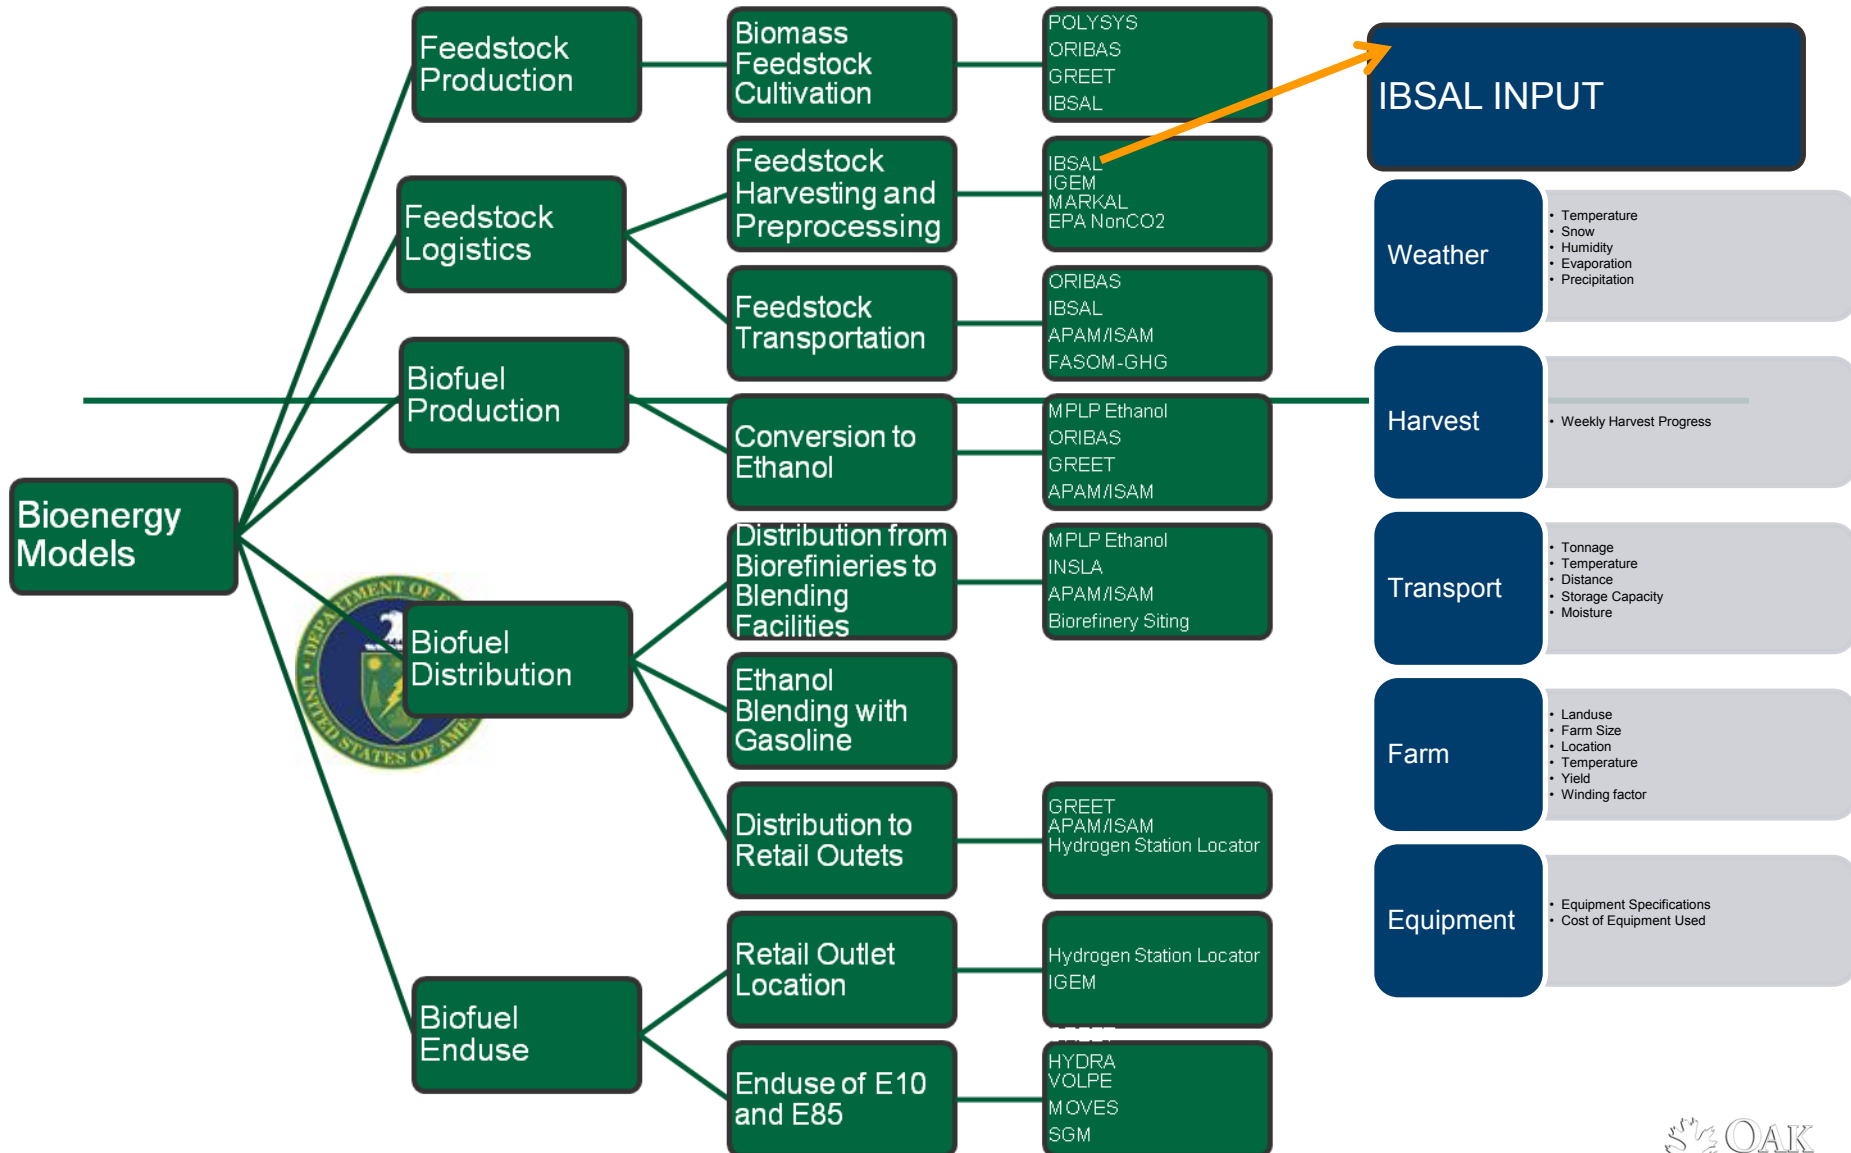 Bioenergy
Models
Feedstock
Production
Biomass
Feedstock
Cultivation
POLYSYS
ORIBAS
GREET
IBSAL
Feedstock
Logistics
Feedstock
Harvesting and
Preprocessing
IBSAL
IGEM
MARKAL
EPA NonCO2
Feedstock
Transportation
ORIBAS
IBSAL
APAM/ISAM
FASOM-GHG
Biofuel
Production
Conversion to
Ethanol
MPLP Ethanol
ORIBAS
GREET
APAM/ISAM
Biofuel
Distribution
Distribution from
Biorefinieries to
Blending
Facilities
MPLP Ethanol
INSLA
APAM/ISAM
Biorefinery Siting
Ethanol
Blending with
Gasoline
Distribution to
Retail Outets
GREET
APAM/ISAM
Hydrogen Station Locator
Biofuel
Enduse
Retail Outlet
Location
Hydrogen Station Locator
IGEM
Enduse of E10
and E85
HYDRA
VOLPE
MOVES
SGM
UNITED STATES OF
IBSAL INPUT
Weather
• Temperature
• Snow
• Humidity
• Evaporation
• Precipitation
Harvest
• Weekly Harvest Progress
Transport
• Tonnage
• Temperature
• Distance
• Storage Capacity
• Moisture
Farm
• Landuse
• Farm Size
• Location
• Temperature
• Yield
• Winding factor
Equipment
• Equipment Specifications
• Cost of Equipment Used
OAK